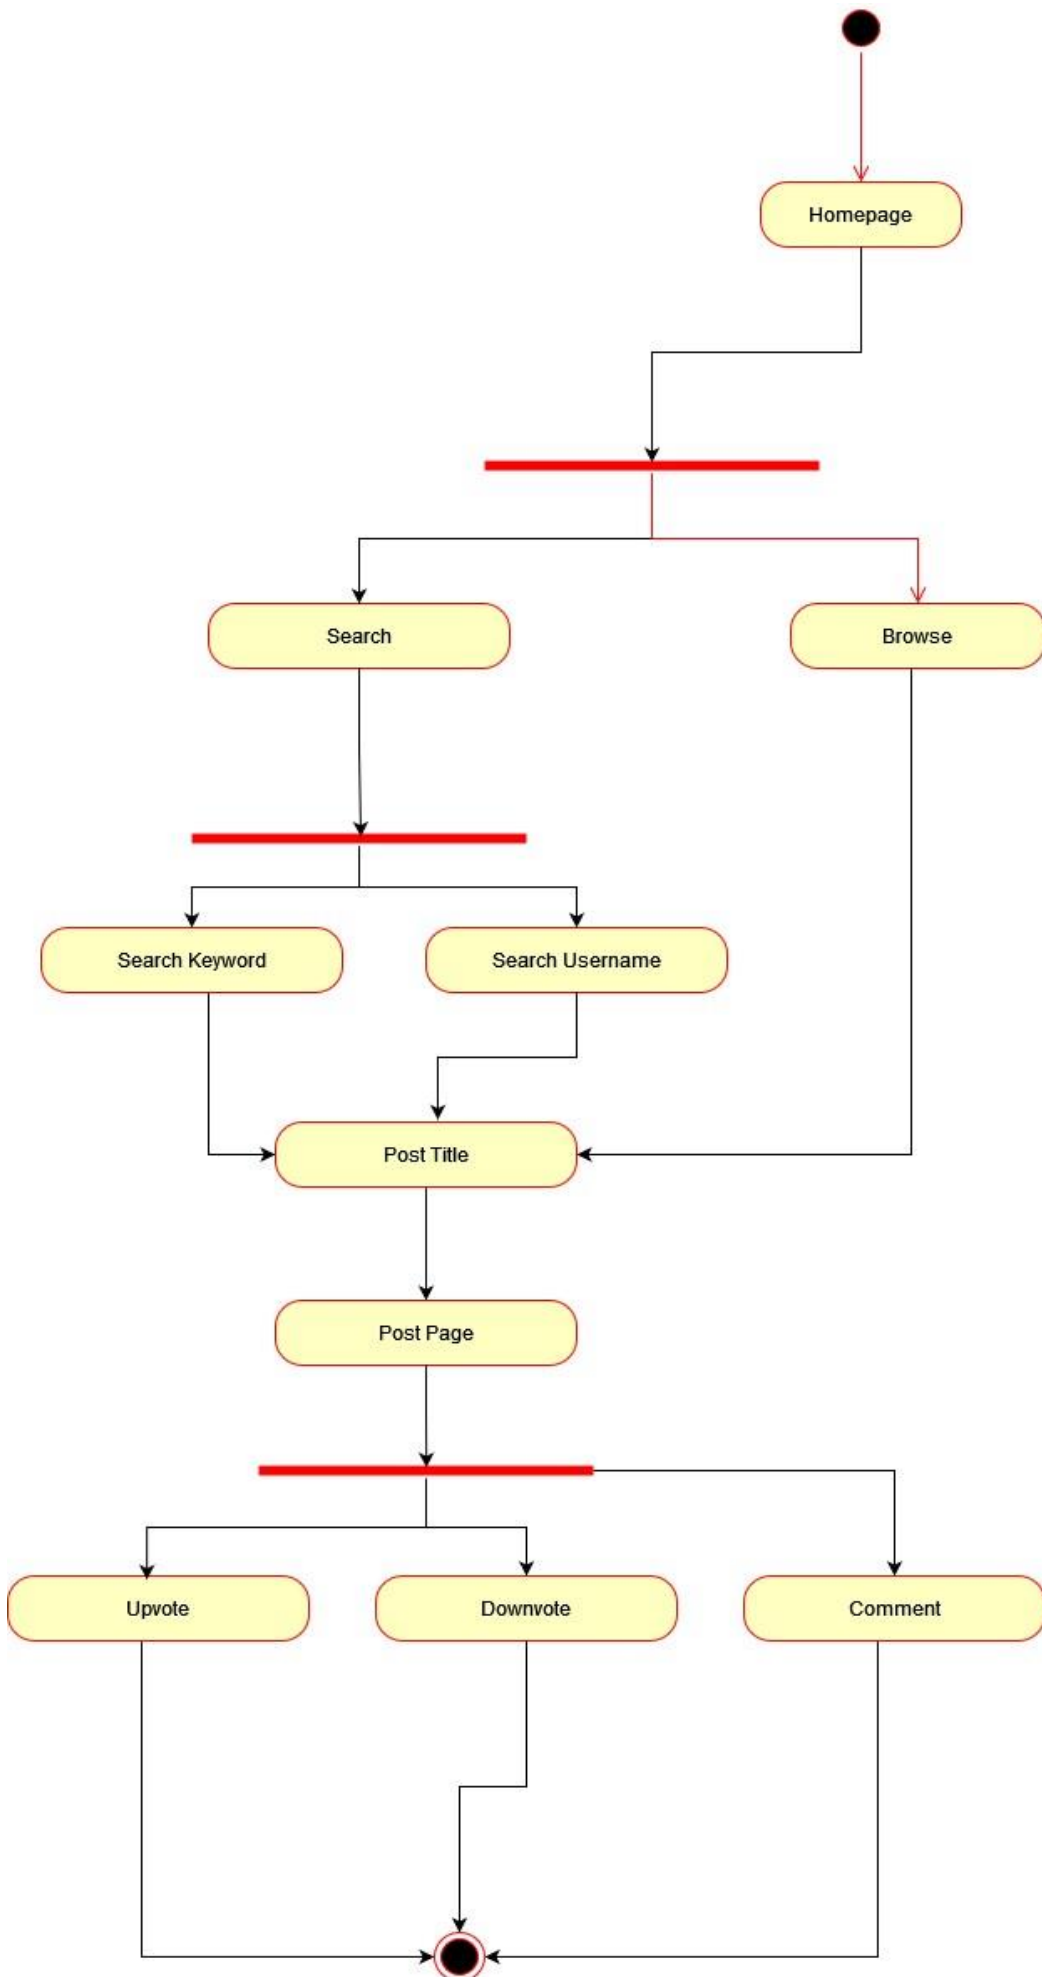 Homepage
Search
Browse
Search Keyword
Search Username
Post Title
Post Page
Upvote
Downvote
Comment